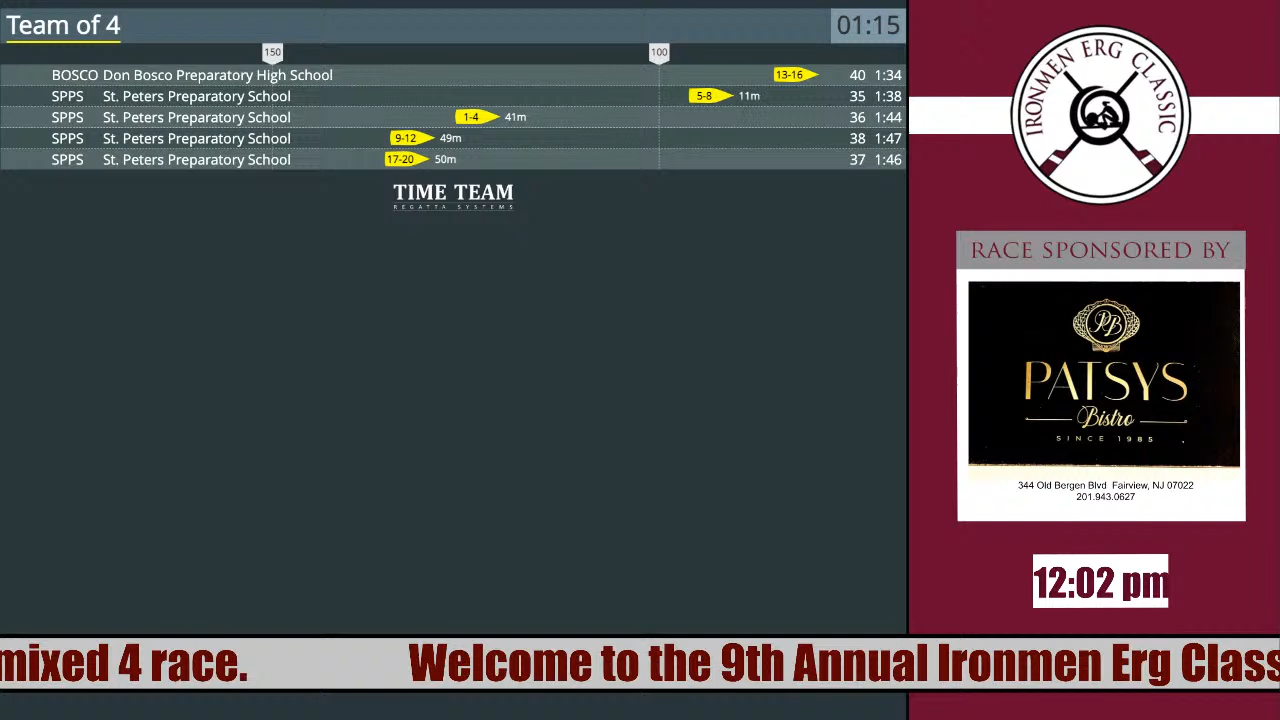 Team of 4
01:15
150
100
BOSCO Don Bosco Preparatory High School 13-16 40 1:34
SPPS St. Peters Preparatory School 5-8 11m 35 1:38
SPPS St. Peters Preparatory School 1-4 41m 36 1:44
SPPS St. Peters Preparatory School 9-12 49m 38 1:47
SPPS St. Peters Preparatory School 17-20 50m 37 1:46
TIME TEAM
REGATTA SYSTEMS
IRONMEN ERG CLASSIC
RACE SPONSORED BY
PB
PATSYS
Bistro
SINCE 1985
344 Old Bergen Blvd Fairview, NJ 07022
201.943.0627
12:02 pm
mixed 4 race. Welcome to the 9th Annual Ironmen Erg Class